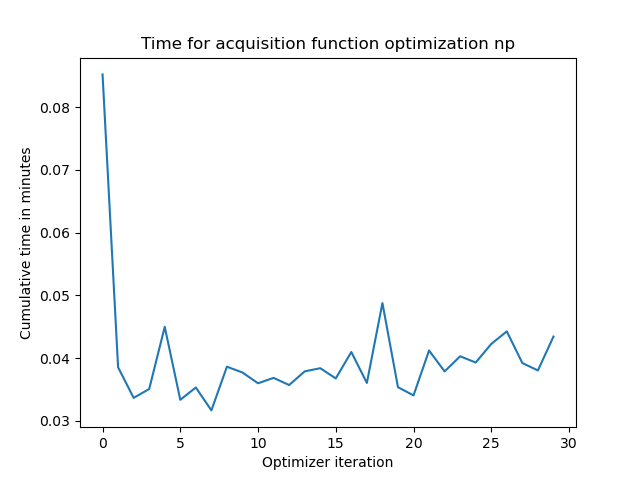 Time for acquisition function optimization np
Cumulative time in minutes
0.08
0.07
0.06
0.05
0.04
0.03
0 5 10 15 20 25 30
Optimizer iteration